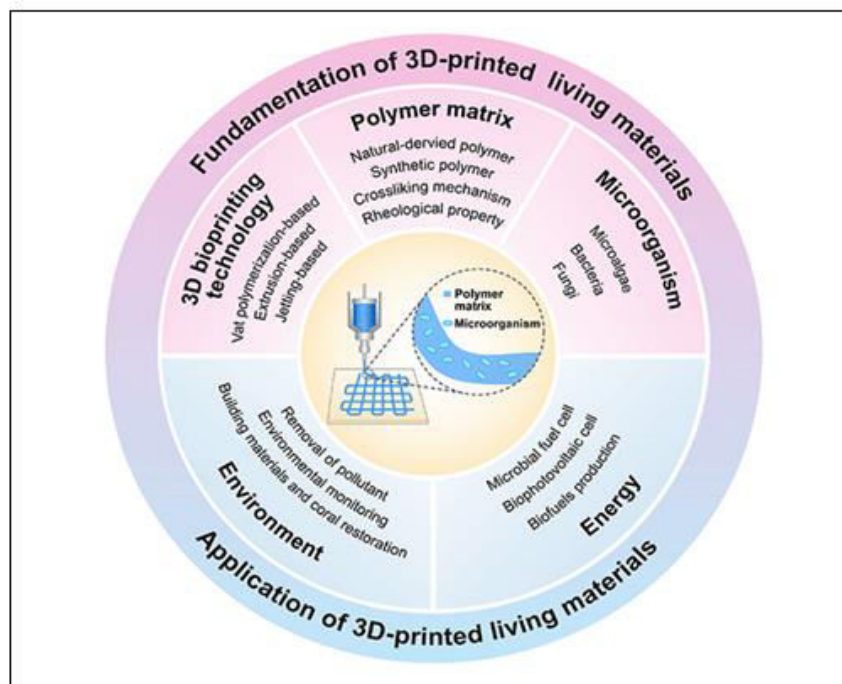 Fundamentation of 3D-printed living materials
Polymer matrix
Natural-dervied polymer
Synthetic polymer
Crossliking mechanism
Rheological property
3D bioprinting
technology
Vat polymerization-based
Extrusion-based
Jetting-based
Microorganism
Microalgae
Bacteria
Fungi
Polymer
matrix
Microorganism
Removal of pollutant
Environmental monitoring
Building materials and coral restoration
Environment
Microbial fuel cell
Biophotovoltaic cell
Biofuels production
Energy
Application of 3D-printed living materials